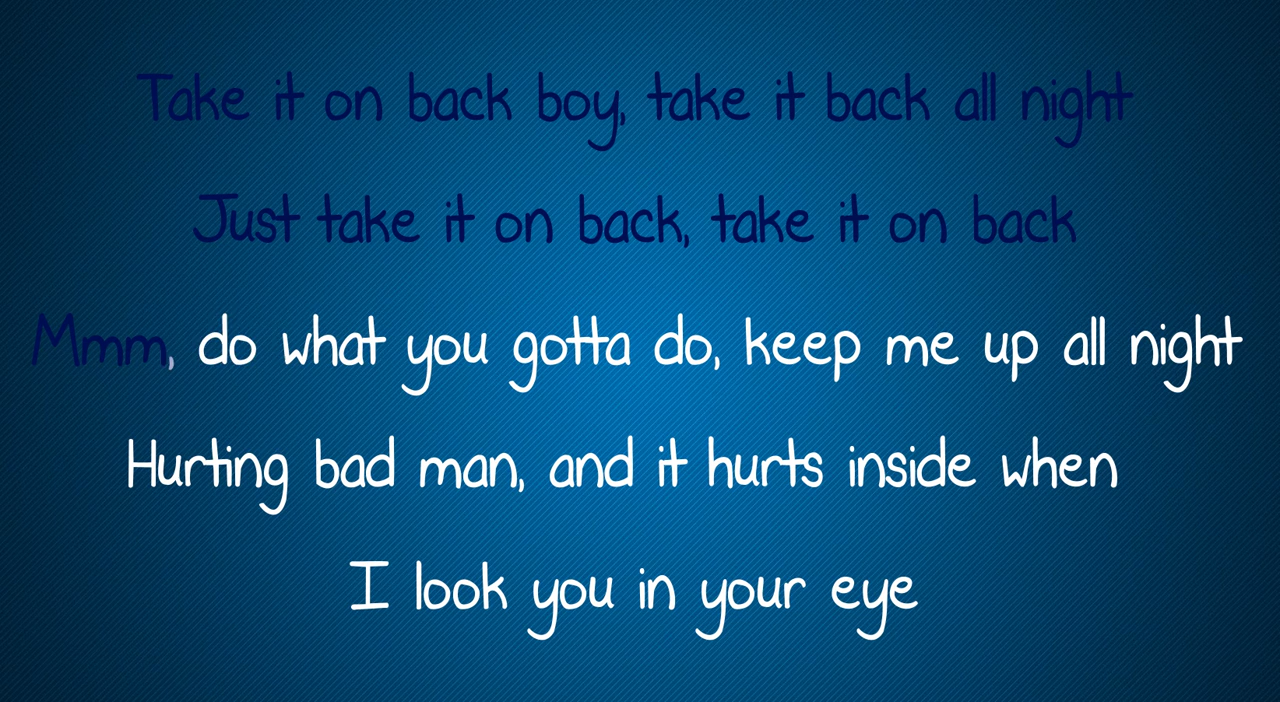 Take it on back boy, take it back all night
Just take it on back, take it on back
Mmm, do what you gotta do, keep me up all night
Hurting bad man, and it hurts inside when
I look you in your eye